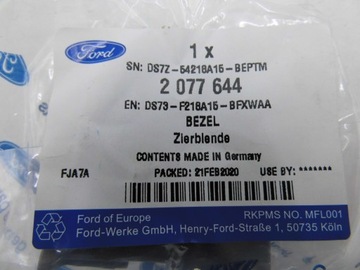 Ford
1 x
SN: DS7Z-54218A15-BEPTM
2 077 644
EN: DS73-F218A15-BFXWAA
BEZEL
Zierblende
CONTENTS MADE IN Germany
FJA7A PACKED: 21FEB2020 USE BY: *******
Ford of Europe RKPMS NO. MFL001
Ford-Werke GmbH, Henry-Ford-Straße 1, 50735 Köln